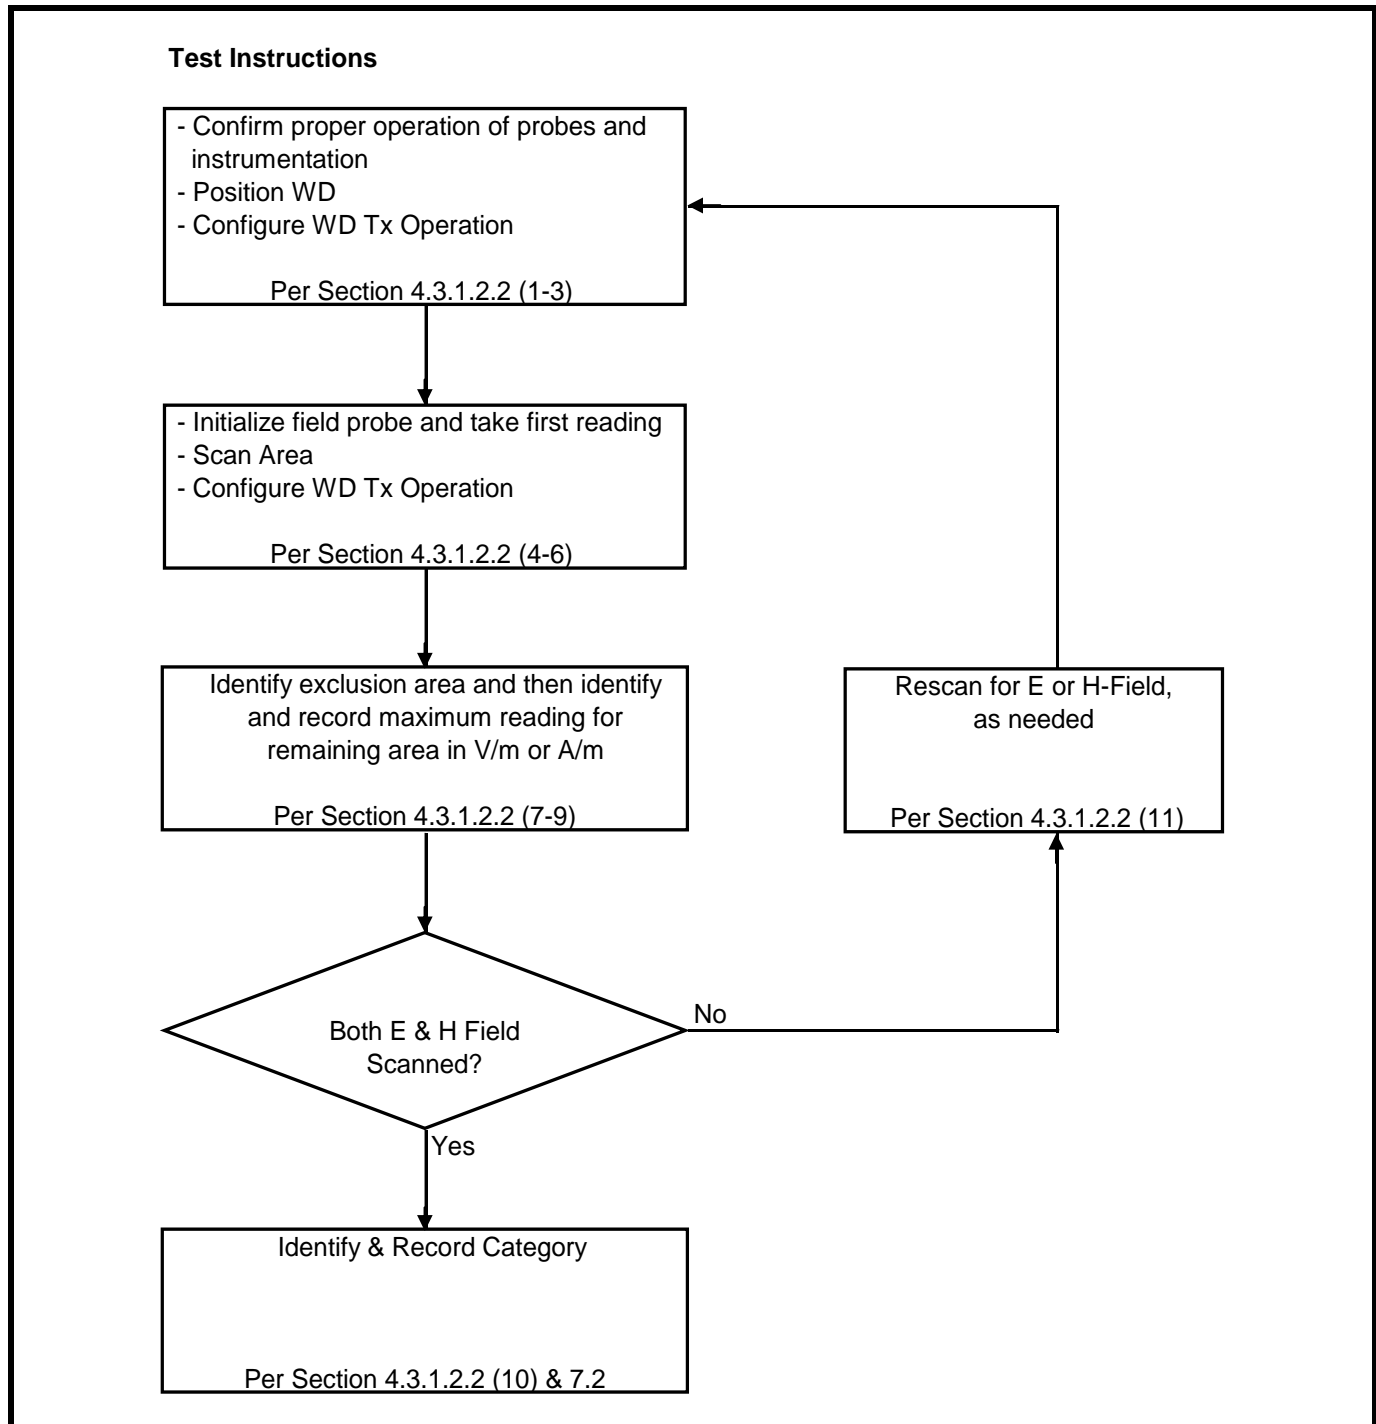 Test Instructions
- Confirm proper operation of probes and
instrumentation
- Position WD
- Configure WD Tx Operation
Per Section 4.3.1.2.2 (1-3)
- Initialize field probe and take first reading
- Scan Area
- Configure WD Tx Operation
Per Section 4.3.1.2.2 (4-6)
Identify exclusion area and then identify
and record maximum reading for
remaining area in V/m or A/m
Per Section 4.3.1.2.2 (7-9)
Rescan for E or H-Field,
as needed
Per Section 4.3.1.2.2 (11)
Both E & H Field
Scanned?
No
Yes
Identify & Record Category
Per Section 4.3.1.2.2 (10) & 7.2